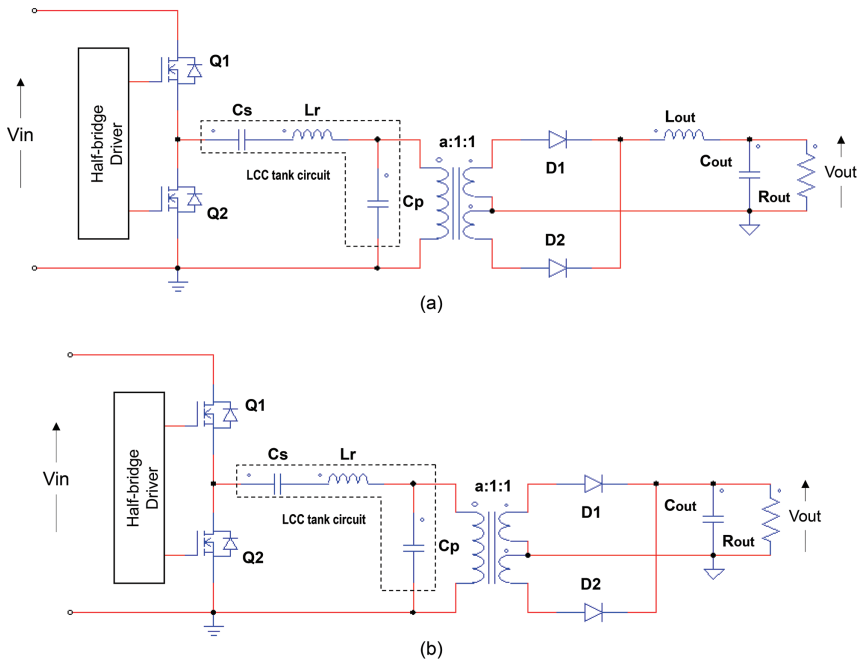 Q1
Half-bridge
Driver
Vin
Cs
Lr
LCC tank circuit
Cp
Q2
a:1:1
D1
D2
Lout
Cout
Rout
Vout
(a)
Q1
Half-bridge
Driver
Vin
Cs
Lr
LCC tank circuit
Cp
Q2
a:1:1
D1
D2
Cout
Rout
Vout
(b)